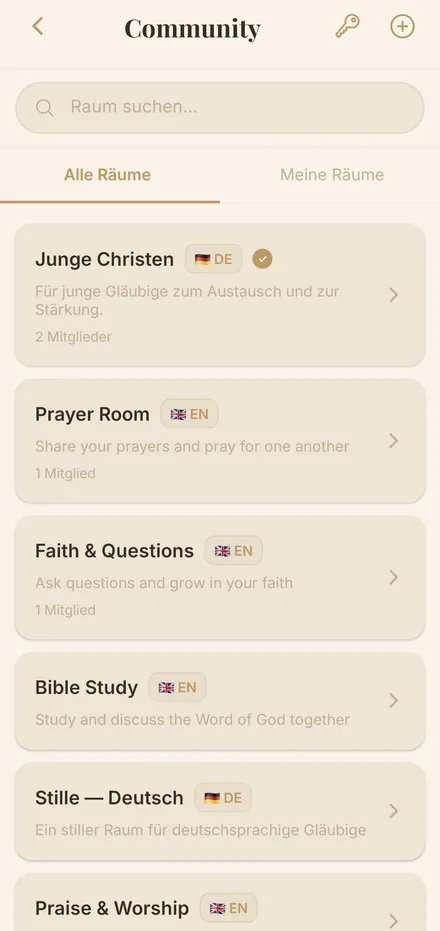 Community
Raum suchen...
Alle Räume
Meine Räume
Junge Christen
DE
Für junge Gläubige zum Austausch und zur
Stärkung.
2 Mitglieder
Prayer Room
EN
Share your prayers and pray for one another
1 Mitglied
Faith & Questions
EN
Ask questions and grow in your faith
1 Mitglied
Bible Study
EN
Study and discuss the Word of God together
Stille — Deutsch
DE
Ein stiller Raum für deutschsprachige Gläubige
Praise & Worship
EN